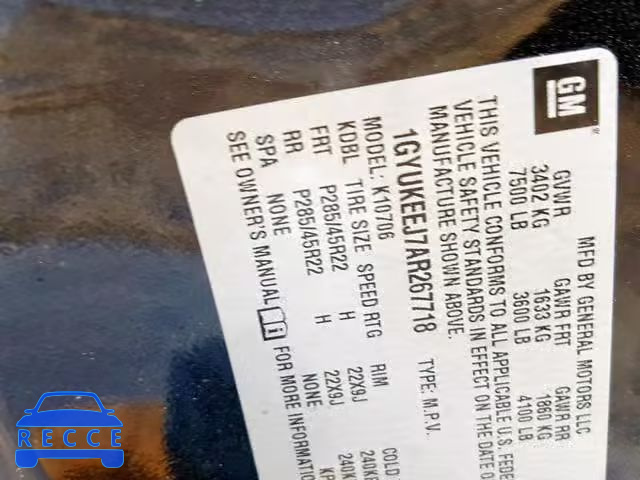 GM
MFD BY GENERAL MOTORS LLC
GVWR GAWR FRT GAWR RR
3402 KG 1633 KG 1860 KG
7500 LB 3600 LB 4100 LB
THIS VEHICLE CONFORMS TO ALL APPLICABLE U.S. FEDE
VEHICLE SAFETY STANDARDS IN EFFECT ON THE DATE O
MANUFACTURE SHOWN ABOVE.
1GYUKEEJ7AR267718 TYPE: M.P.V.
MODEL: K10706
KDBL TIRE SIZE SPEED RTG RIM COLD
FRT P285/45R22 H 22X9J 240K
RR P285/45R22 H 22X9J 240K
SPA NONE NONE KP
SEE OWNER'S MANUAL i FOR MORE INFORMAT
RECCE